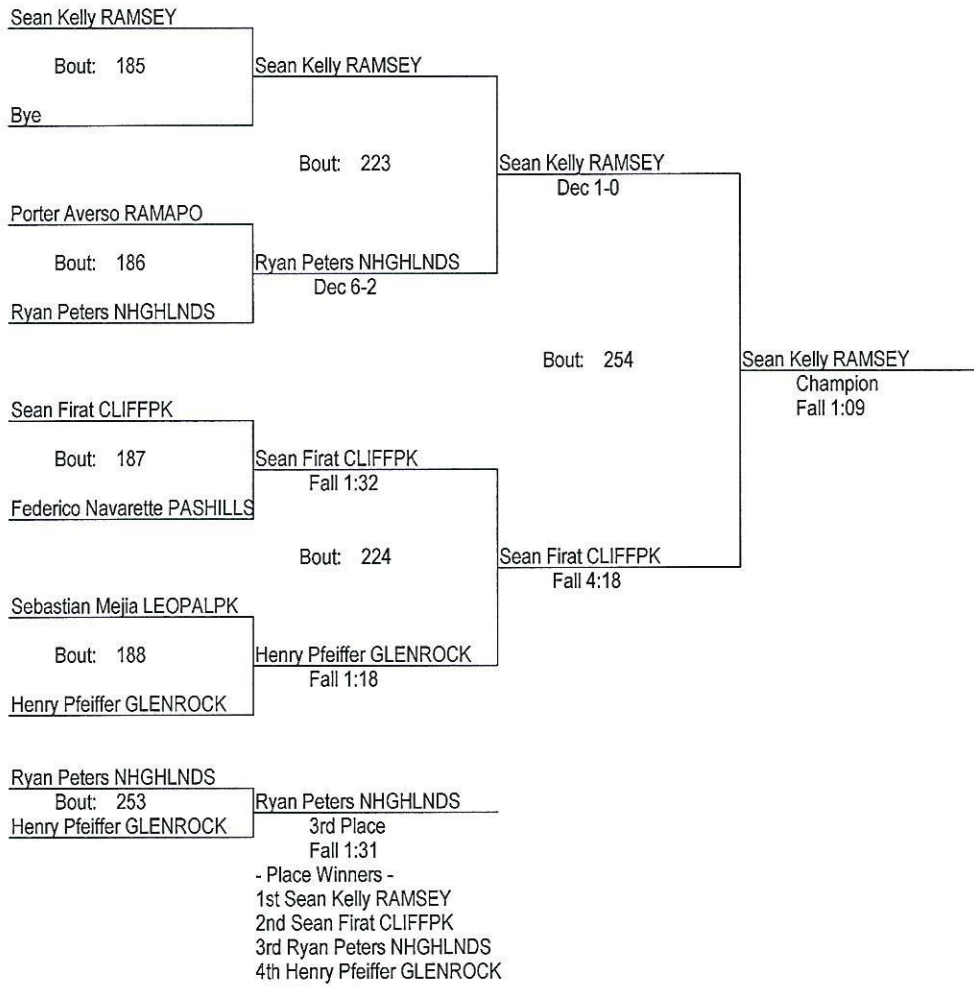 Sean Kelly RAMSEY
Bout: 185
Sean Kelly RAMSEY
Bye
Bout: 223
Sean Kelly RAMSEY
Dec 1-0
Porter Averso RAMAPO
Bout: 186
Ryan Peters NHGHLNDS
Dec 6-2
Ryan Peters NHGHLNDS
Bout: 254
Sean Kelly RAMSEY
Champion
Fall 1:09
Sean Firat CLIFFPK
Bout: 187
Sean Firat CLIFFPK
Fall 1:32
Federico Navarette PASHILLS
Bout: 224
Sean Firat CLIFFPK
Fall 4:18
Sebastian Mejia LEOPALPK
Bout: 188
Henry Pfeiffer GLENROCK
Fall 1:18
Henry Pfeiffer GLENROCK
Ryan Peters NHGHLNDS
Bout: 253
Ryan Peters NHGHLNDS
Henry Pfeiffer GLENROCK
3rd Place
Fall 1:31
- Place Winners -
1st Sean Kelly RAMSEY
2nd Sean Firat CLIFFPK
3rd Ryan Peters NHGHLNDS
4th Henry Pfeiffer GLENROCK